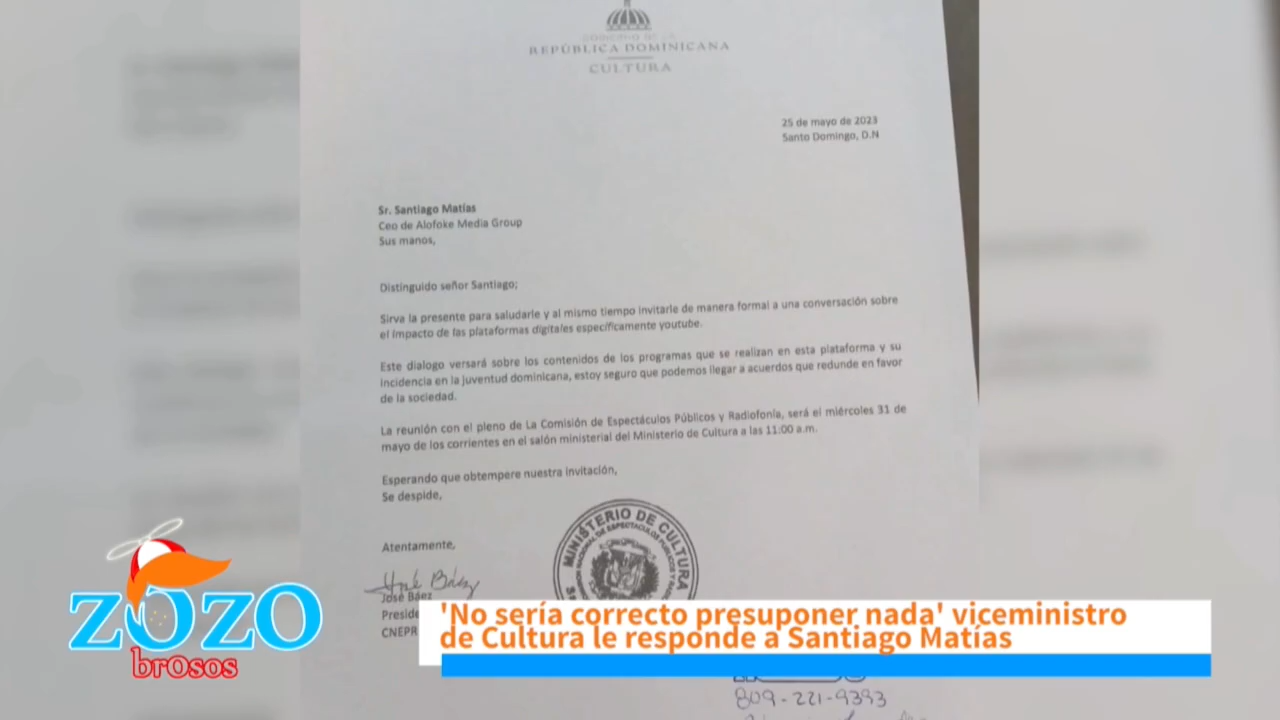 GOBIERNO DE LA
REPÚBLICA DOMINICANA
CULTURA
25 de mayo de 2023
Santo Domingo, D.N
Sr. Santiago Matías
Ceo de Alofoke Media Group
Sus manos,
Distinguido señor Santiago;
Sirva la presente para saludarle y al mismo tiempo invitarle de manera formal a una conversación sobre
el impacto de las plataformas digitales específicamente youtube.
Este dialogo versará sobre los contenidos de los programas que se realizan en esta plataforma y su
incidencia en la juventud dominicana, estoy seguro que podemos llegar a acuerdos que redunde en favor
de la sociedad.
La reunión con el pleno de La Comisión de Espectáculos Públicos y Radiofonía, será el miércoles 31 de
mayo de los corrientes en el salón ministerial del Ministerio de Cultura a las 11:00 a.m.
Esperando que obtempere nuestra invitación,
Se despide,
Atentamente,
José Báez
José Báez
Preside
CNEPR
MINISTERIO DE CULTURA
ZOZO
brOsos
'No sería correcto presuponer nada' viceministro
de Cultura le responde a Santiago Matías
809-221-9393